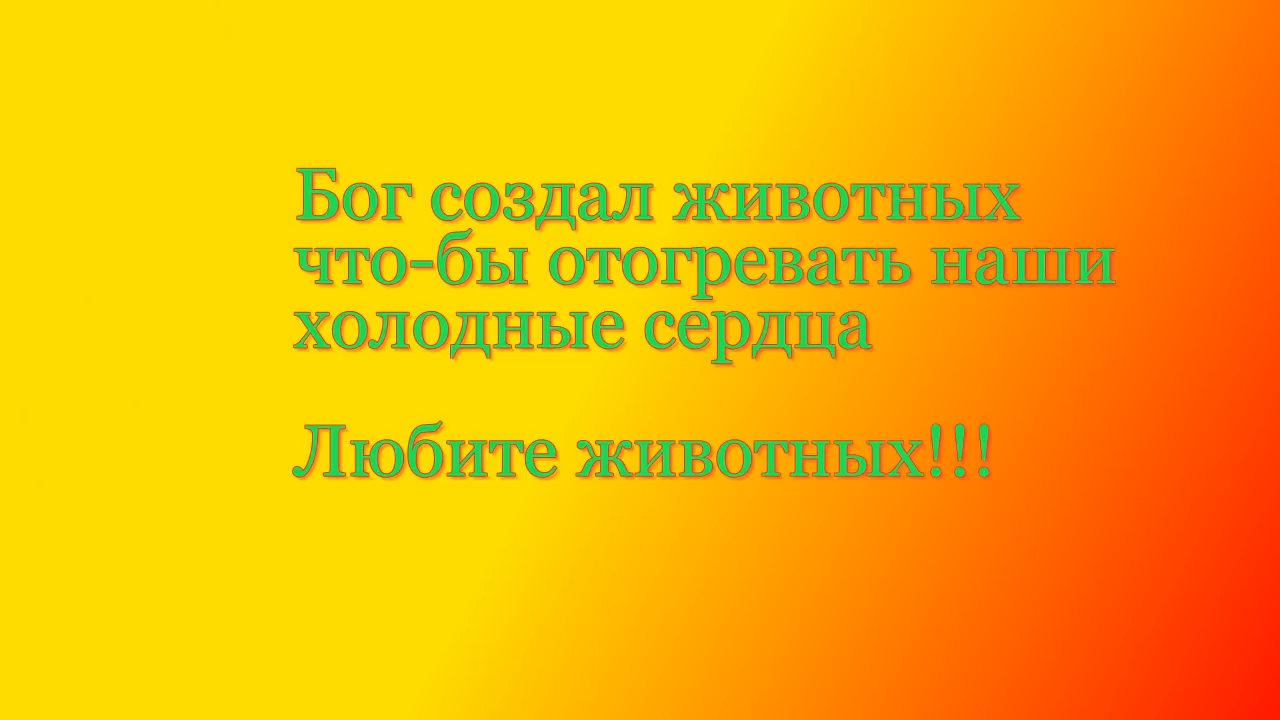 Бог создал животных
что-бы отогревать наши
холодные сердца
Любите животных!!!